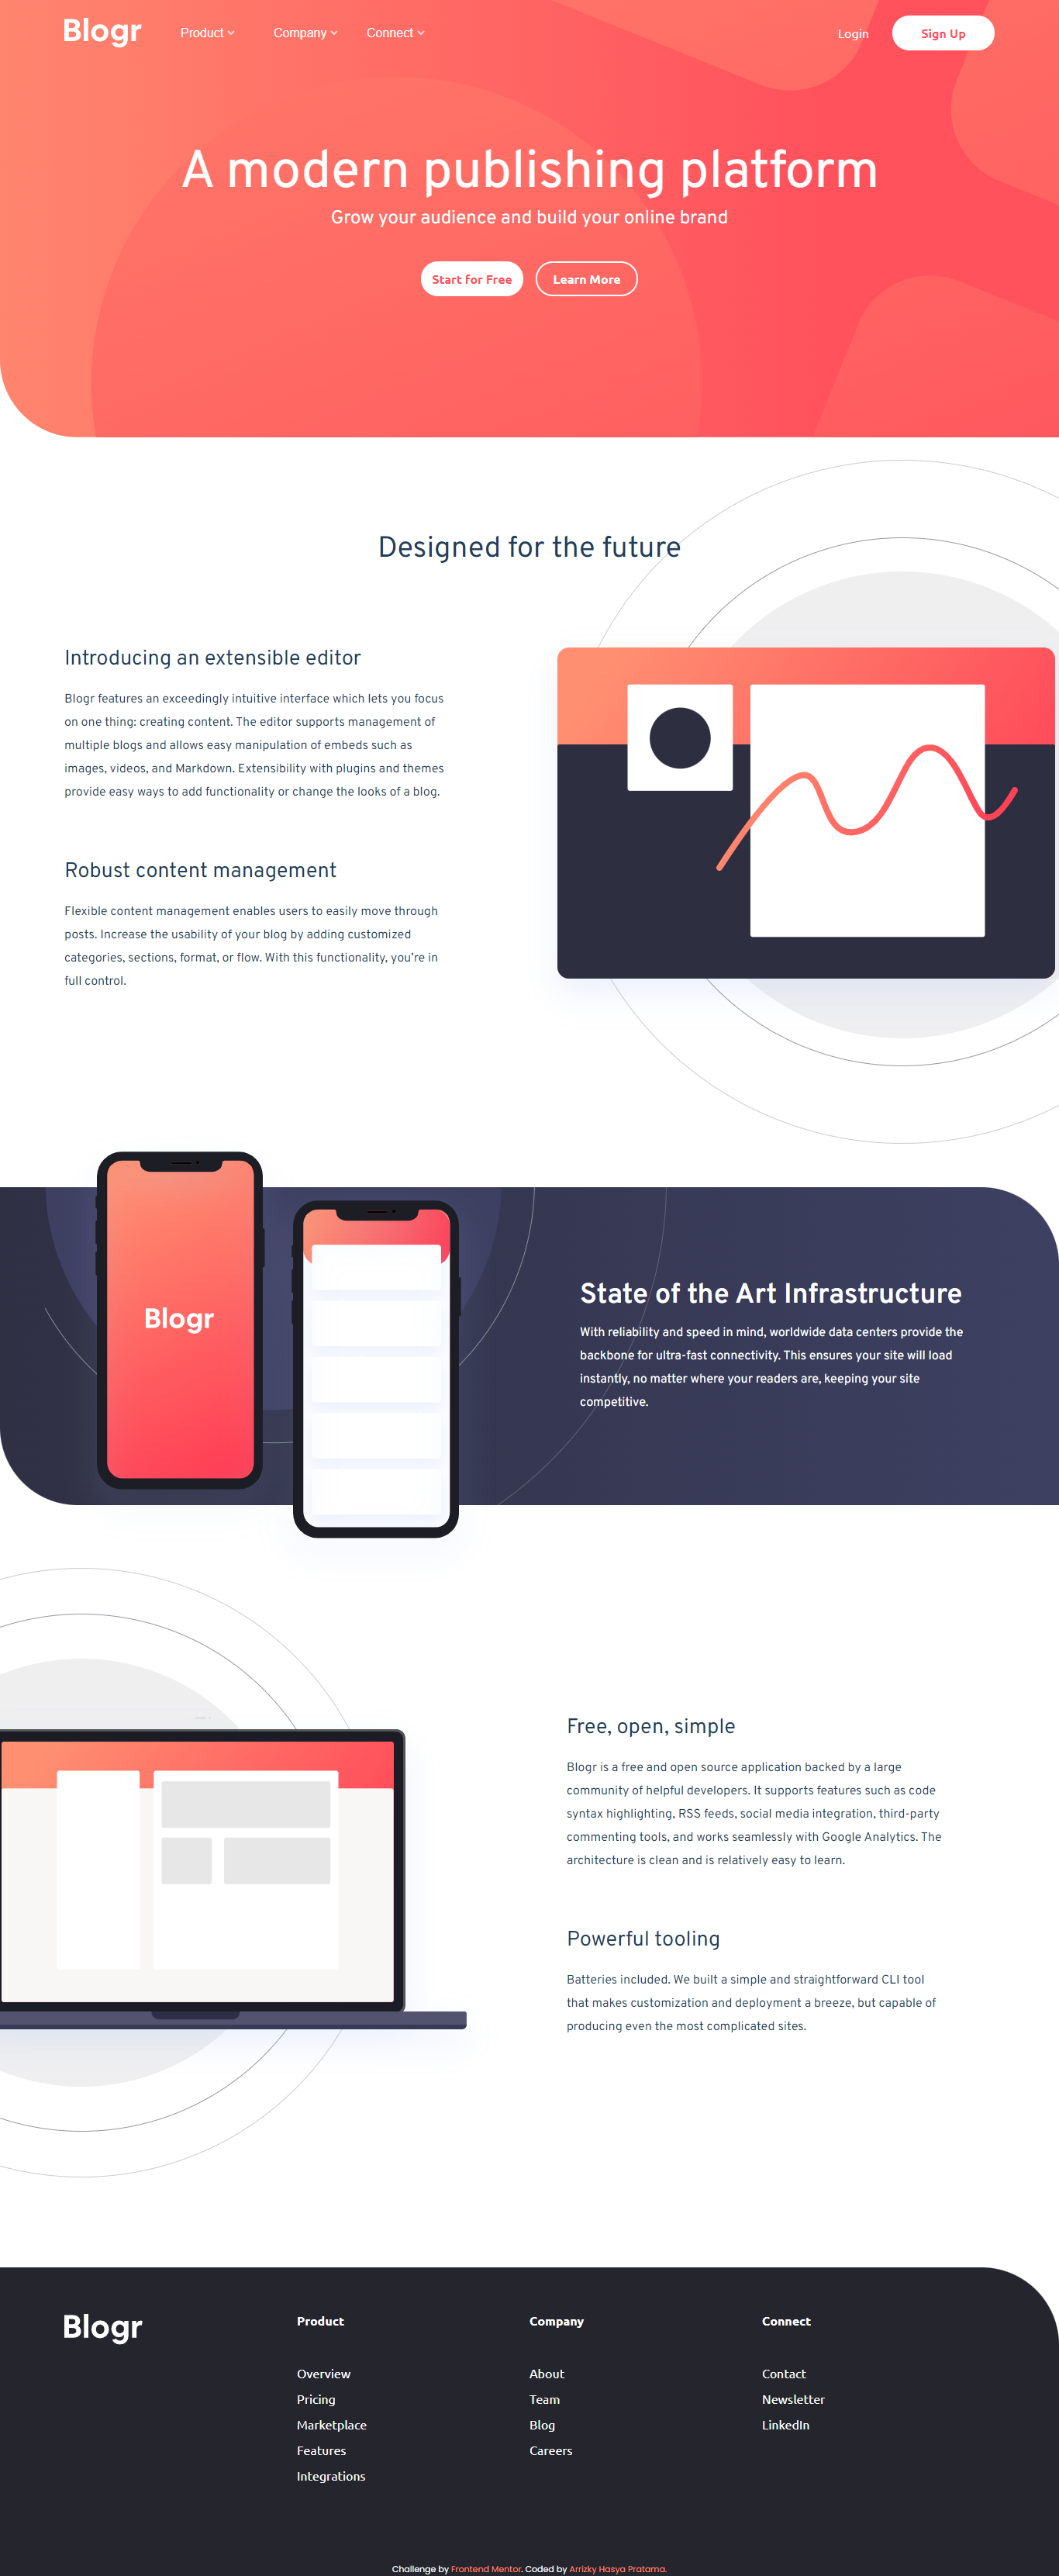 Blogr
Product
Company
Connect
Login
Sign Up
A modern publishing platform
Grow your audience and build your online brand
Start for Free
Learn More
Designed for the future
Introducing an extensible editor
Blogr features an exceedingly intuitive interface which lets you focus
on one thing: creating content. The editor supports management of
multiple blogs and allows easy manipulation of embeds such as
images, videos, and Markdown. Extensibility with plugins and themes
provide easy ways to add functionality or change the looks of a blog.
Robust content management
Flexible content management enables users to easily move through
posts. Increase the usability of your blog by adding customized
categories, sections, format, or flow. With this functionality, you’re in
full control.
Blogr
State of the Art Infrastructure
With reliability and speed in mind, worldwide data centers provide the
backbone for ultra-fast connectivity. This ensures your site will load
instantly, no matter where your readers are, keeping your site
competitive.
Free, open, simple
Blogr is a free and open source application backed by a large
community of helpful developers. It supports features such as code
syntax highlighting, RSS feeds, social media integration, third-party
commenting tools, and works seamlessly with Google Analytics. The
architecture is clean and is relatively easy to learn.
Powerful tooling
Batteries included. We built a simple and straightforward CLI tool
that makes customization and deployment a breeze, but capable of
producing even the most complicated sites.
Blogr
Product
Overview
Pricing
Marketplace
Features
Integrations
Company
About
Team
Blog
Careers
Connect
Contact
Newsletter
LinkedIn
Challenge by Frontend Mentor. Coded by Arrizky Hasya Pratama.